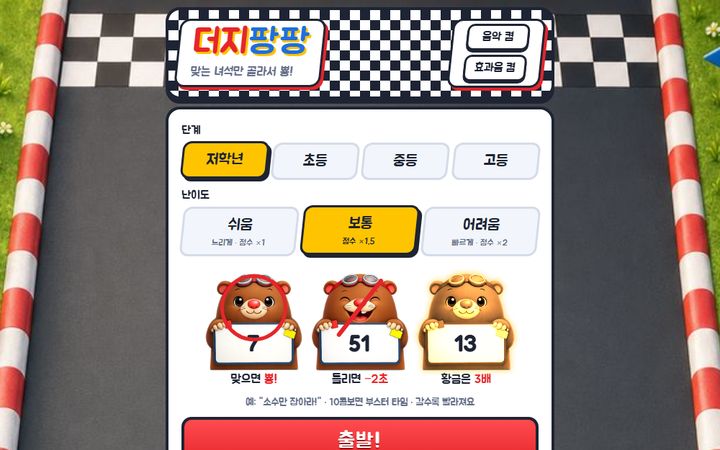 더지팡팡
맞는 녀석만 골라서 뿅!
음악 켬
효과음 켬
단계
저학년
초등
중등
고등
난이도
쉬움
느리게 · 점수 ×1
보통
점수 ×1.5
어려움
빠르게 · 점수 ×2
7
51
13
맞으면 뿅!
틀리면 −2초
황금은 3배
예: "소수만 잡아라!" · 10콤보면 부스터 타임 · 갈수록 빨라져요
출발!